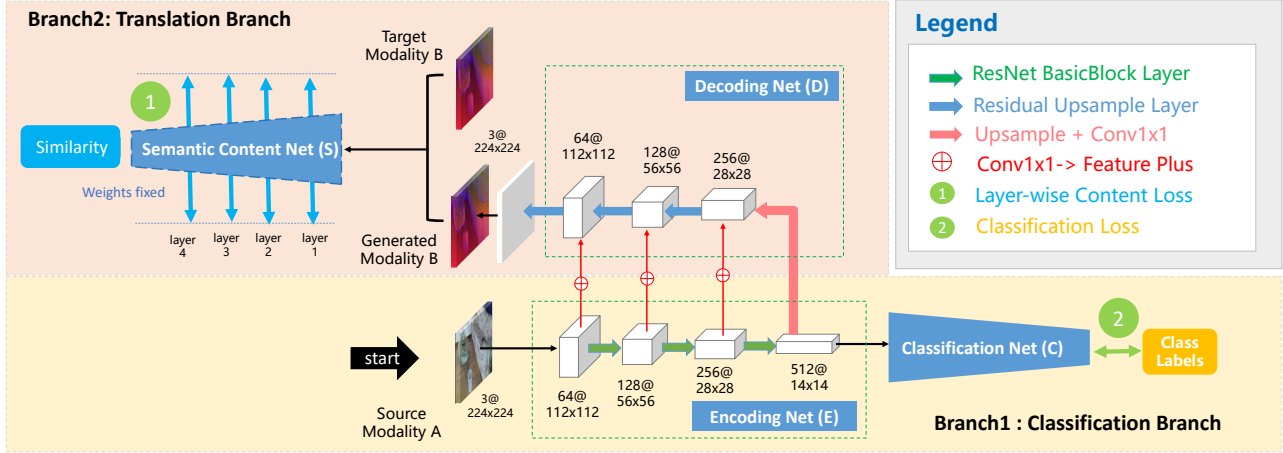 Branch2: Translation Branch
Target
Modality B
1
Similarity
Semantic Content Net (S)
Weights fixed
layer
4
layer
3
layer
2
layer
1
3@
224x224
Generated
Modality B
Decoding Net (D)
64@
112x112
128@
56x56
256@
28x28
Legend
ResNet BasicBlock Layer
Residual Upsample Layer
Upsample + Conv1x1
Conv1x1-> Feature Plus
1
Layer-wise Content Loss
2
Classification Loss
start
Source
Modality A
3@
224x224
64@
112x112
128@
56x56
256@
28x28
512@
14x14
Encoding Net (E)
Classification Net (C)
2
Class
Labels
Branch1 : Classification Branch